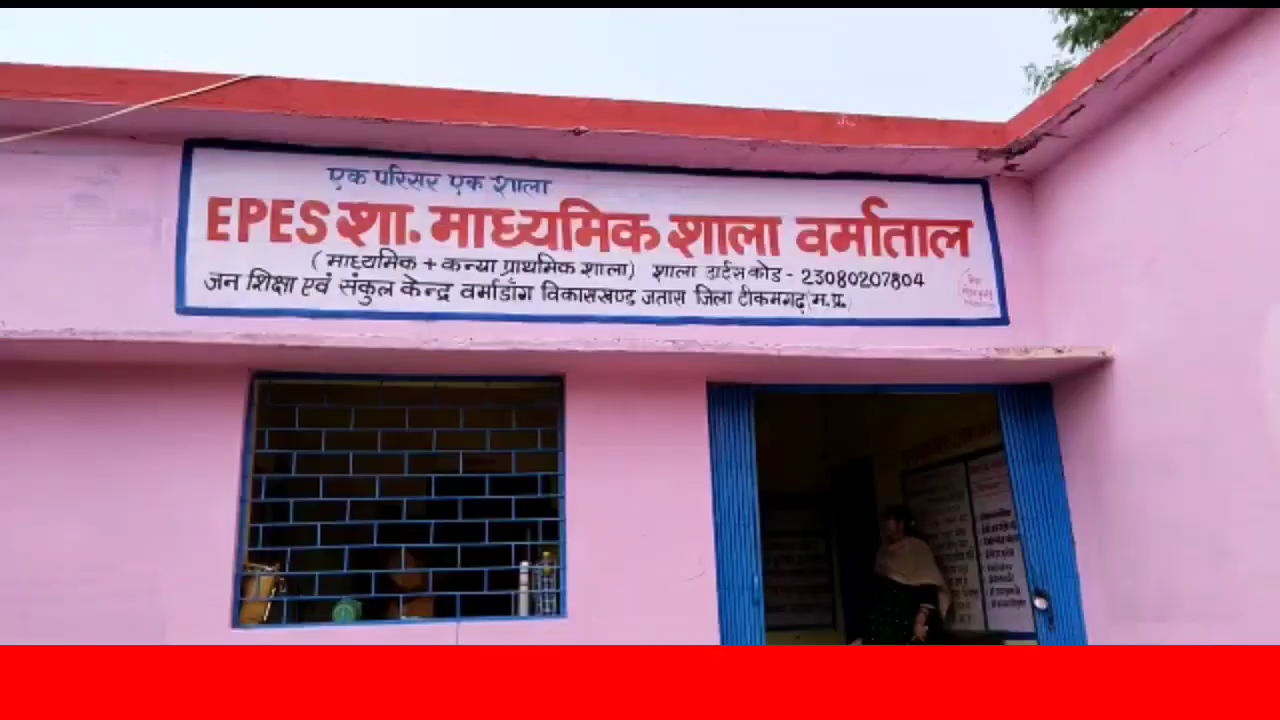 एक परिसर एक शाला
EPES शा. माध्यमिक शाला वर्माताल
(माध्यमिक + कन्या प्राथमिक शाला) शाला डाईस कोड - 23080207804
जन शिक्षा एवं संकुल केन्द्र वर्माडाँग विकासखण्ड जतारा जिला टीकमगढ़ (म.प्र.)